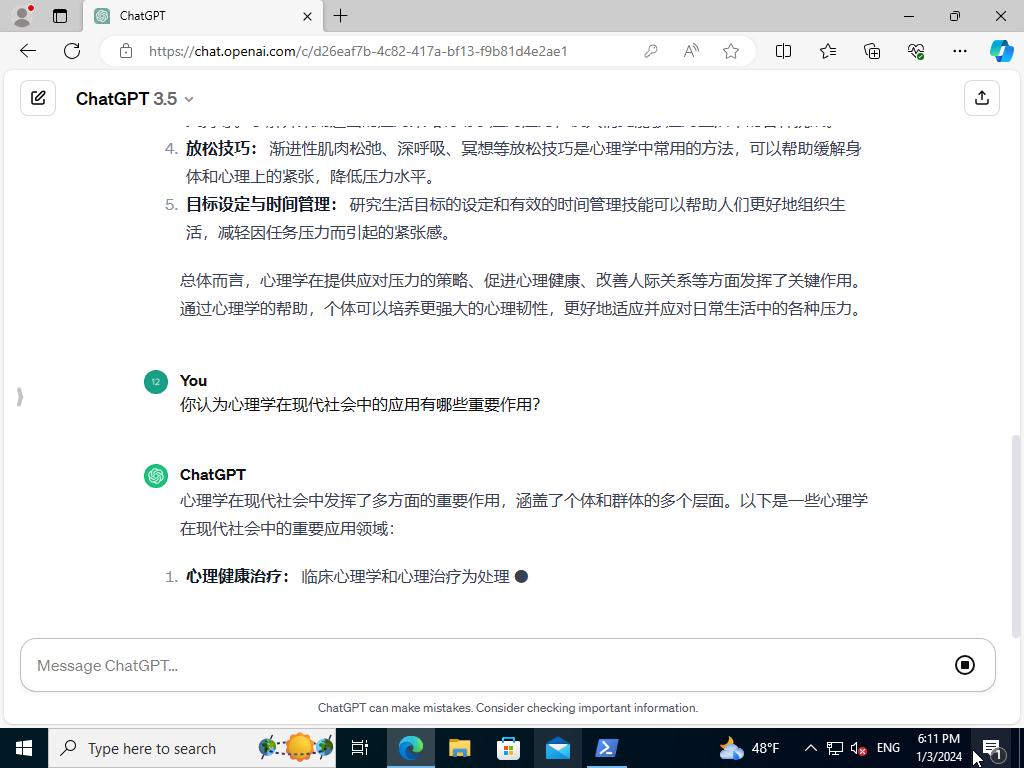 ChatGPT
https://chat.openai.com/c/d26eaf7b-4c82-417a-bf13-f9b81d4e2ae1
ChatGPT 3.5
4. 放松技巧： 渐进性肌肉松弛、深呼吸、冥想等放松技巧是心理学中常用的方法，可以帮助缓解身
体和心理上的紧张，降低压力水平。
5. 目标设定与时间管理： 研究生活目标的设定和有效的时间管理技能可以帮助人们更好地组织生
活，减轻因任务压力而引起的紧张感。
总体而言，心理学在提供应对压力的策略、促进心理健康、改善人际关系等方面发挥了关键作用。
通过心理学的帮助，个体可以培养更强大的心理韧性，更好地适应并应对日常生活中的各种压力。
12
You
你认为心理学在现代社会中的应用有哪些重要作用？
ChatGPT
心理学在现代社会中发挥了多方面的重要作用，涵盖了个体和群体的多个层面。以下是一些心理学
在现代社会中的重要应用领域：
1. 心理健康治疗： 临床心理学和心理治疗为处理
Message ChatGPT...
ChatGPT can make mistakes. Consider checking important information.
Type here to search
48°F
ENG
6:11 PM
1/3/2024
1